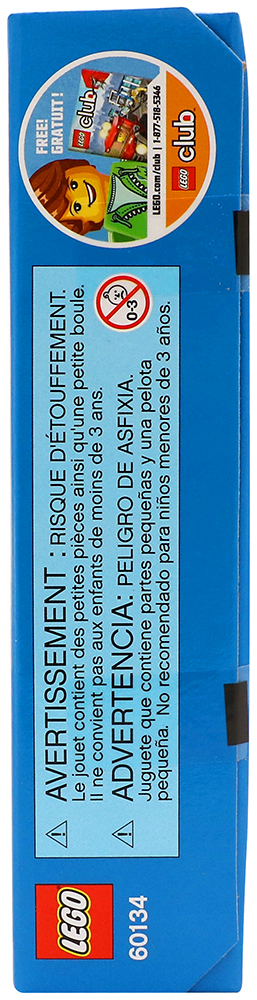 FREE!
GRATUIT!
LEGO
club
LEGO.com/club | 1-877-518-5346
LEGO
club
0-3
AVERTISSEMENT : RISQUE D'ÉTOUFFEMENT.
Le jouet contient des petites pièces ainsi qu'une petite boule.
Il ne convient pas aux enfants de moins de 3 ans.
ADVERTENCIA: PELIGRO DE ASFIXIA.
Juguete que contiene partes pequeñas y una pelota
pequeña. No recomendado para niños menores de 3 años.
LEGO
60134